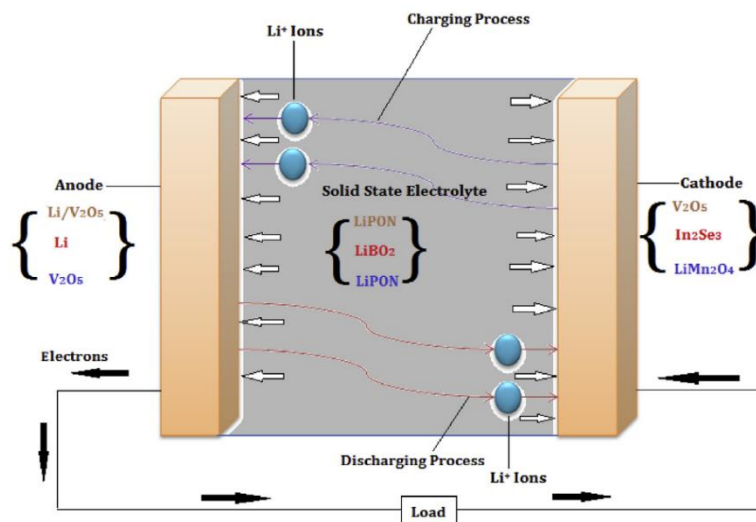 Charging Process
Li⁺ Ions
Anode
Li/V₂O₅
Li
V₂O₅
Solid State Electrolyte
LiPON
LiBO₂
LiPON
Cathode
V₂O₅
In₂Se₃
LiMn₂O₄
Electrons
Discharging Process
Li⁺ Ions
Load